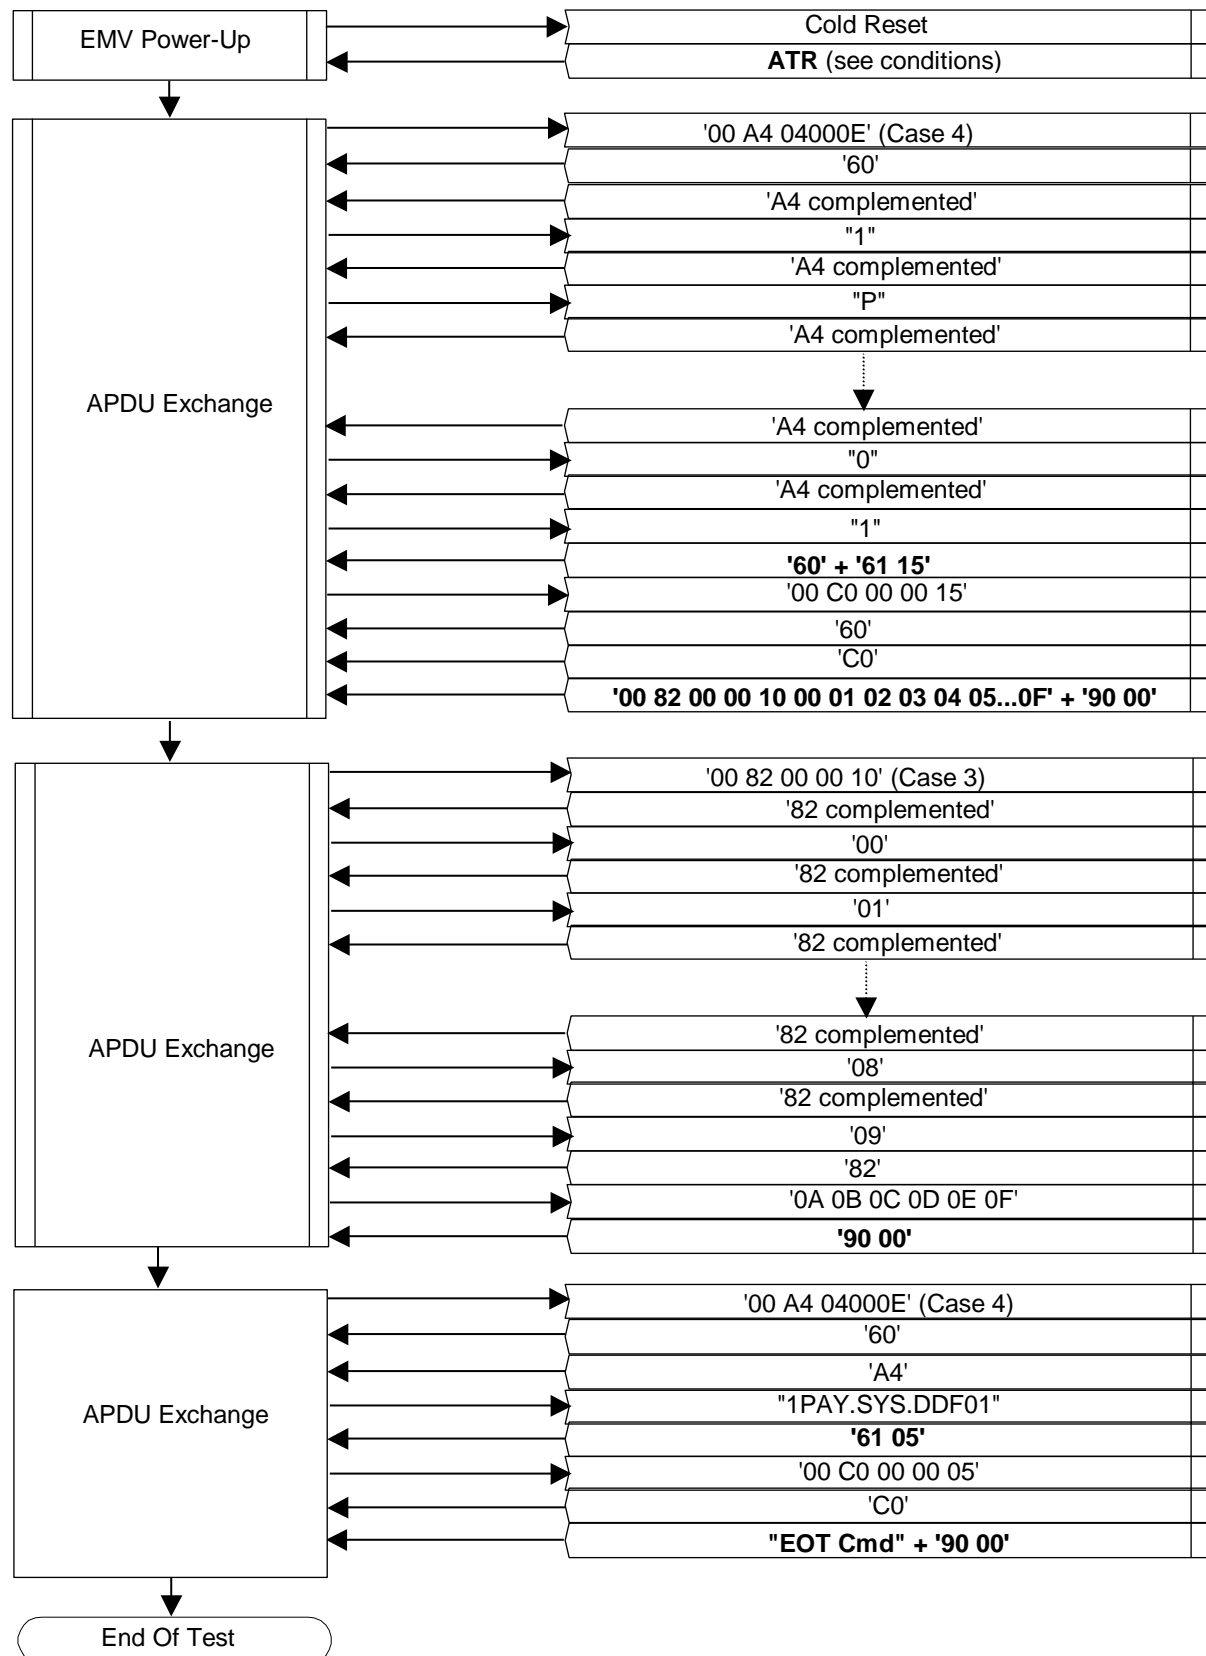 EMV Power-Up
Cold Reset
ATR (see conditions)
APDU Exchange
'00 A4 04000E' (Case 4)
'60'
'A4 complemented'
"1"
'A4 complemented'
"P"
'A4 complemented'
'A4 complemented'
"0"
'A4 complemented'
"1"
'60' + '61 15'
'00 C0 00 00 15'
'60'
'C0'
'00 82 00 00 10 00 01 02 03 04 05...0F' + '90 00'
APDU Exchange
'00 82 00 00 10' (Case 3)
'82 complemented'
'00'
'82 complemented'
'01'
'82 complemented'
'82 complemented'
'08'
'82 complemented'
'09'
'82'
'0A 0B 0C 0D 0E 0F'
'90 00'
APDU Exchange
'00 A4 04000E' (Case 4)
'60'
'A4'
"1PAY.SYS.DDF01"
'61 05'
'00 C0 00 00 05'
'C0'
"EOT Cmd" + '90 00'
End Of Test